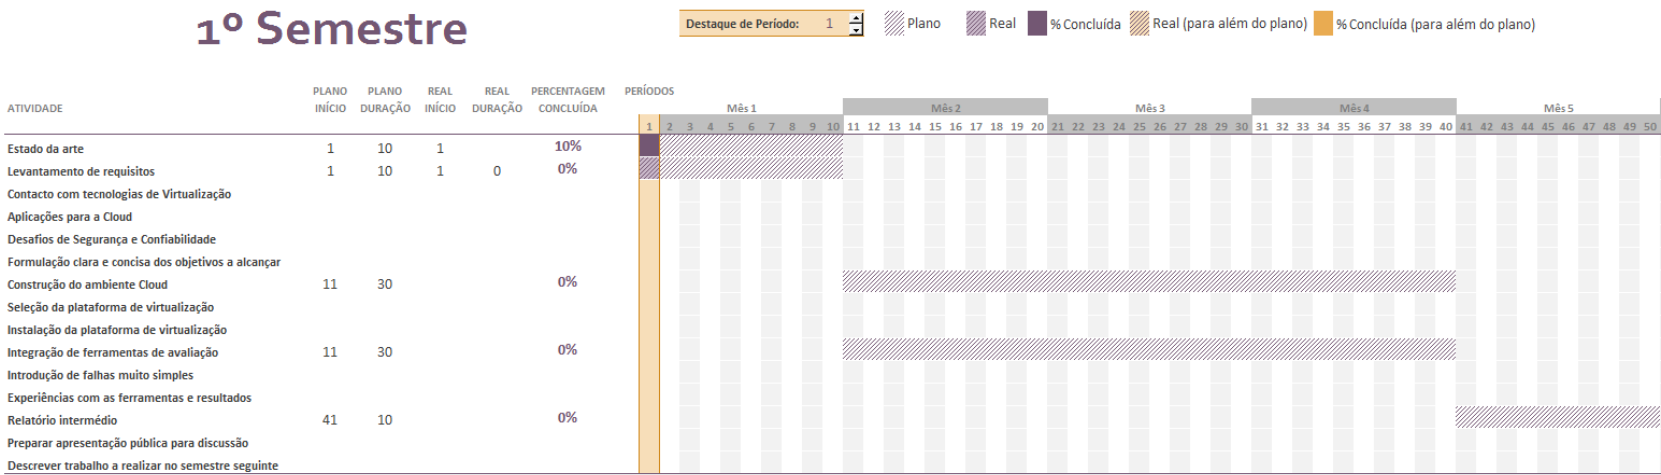 1º Semestre
Destaque de Período: 1
Plano
Real
% Concluída
Real (para além do plano)
% Concluída (para além do plano)
ATIVIDADE
PLANO INÍCIO
PLANO DURAÇÃO
REAL INÍCIO
REAL DURAÇÃO
PERCENTAGEM CONCLUÍDA
PERÍODOS
Mês 1 Mês 2 Mês 3 Mês 4 Mês 5
1 2 3 4 5 6 7 8 9 10 11 12 13 14 15 16 17 18 19 20 21 22 23 24 25 26 27 28 29 30 31 32 33 34 35 36 37 38 39 40 41 42 43 44 45 46 47 48 49 50
Estado da arte 1 10 1 10%
Levantamento de requisitos 1 10 1 0 0%
Contacto com tecnologias de Virtualização
Aplicações para a Cloud
Desafios de Segurança e Confiabilidade
Formulação clara e concisa dos objetivos a alcançar
Construção do ambiente Cloud 11 30 0%
Seleção da plataforma de virtualização
Instalação da plataforma de virtualização
Integração de ferramentas de avaliação 11 30 0%
Introdução de falhas muito simples
Experiências com as ferramentas e resultados
Relatório intermédio 41 10 0%
Preparar apresentação pública para discussão
Descrever trabalho a realizar no semestre seguinte